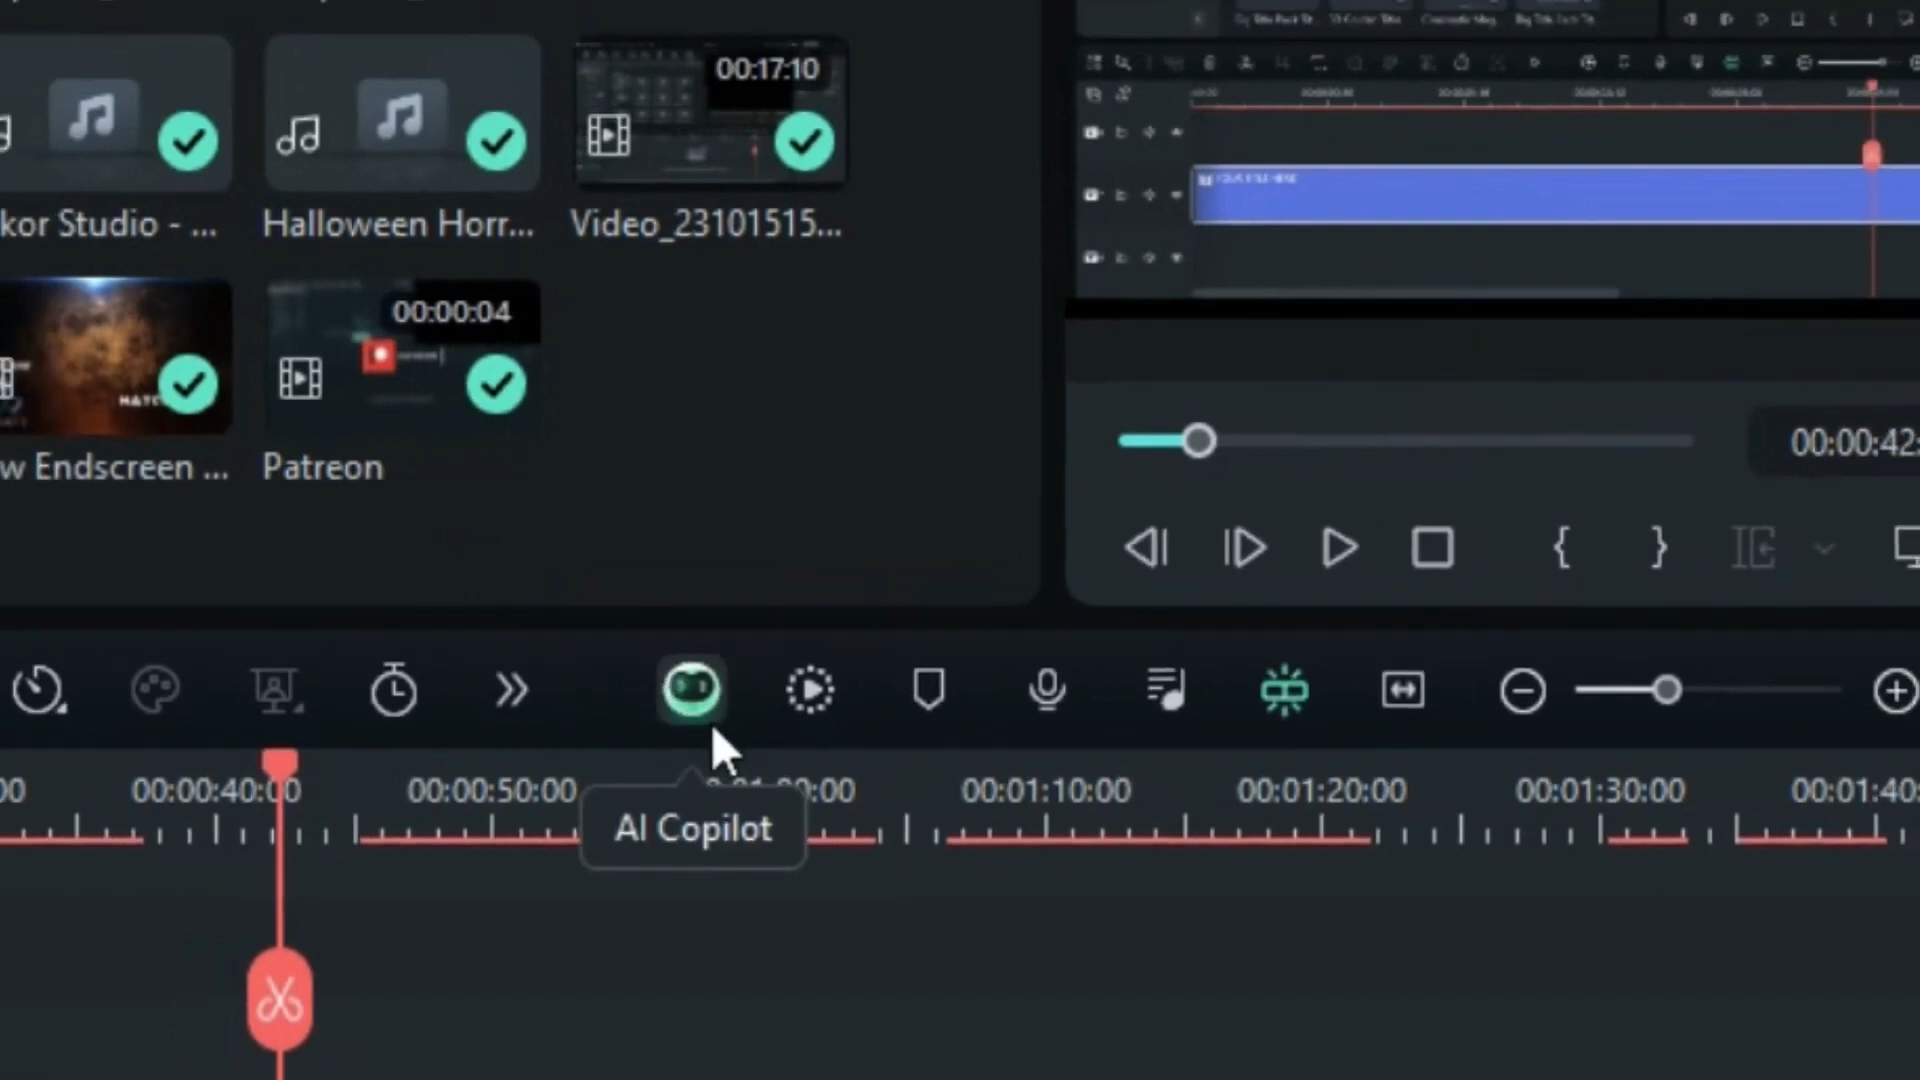 00:17:10
kor Studio - ...
Halloween Horr...
Video_23101515...
00:00:04
HATC
w Endscreen ...
Patreon
00:00:42:
00:00:40:00
00:00:50:00
00:01:10:00
00:01:20:00
00:01:30:00
00:01:40:
AI Copilot